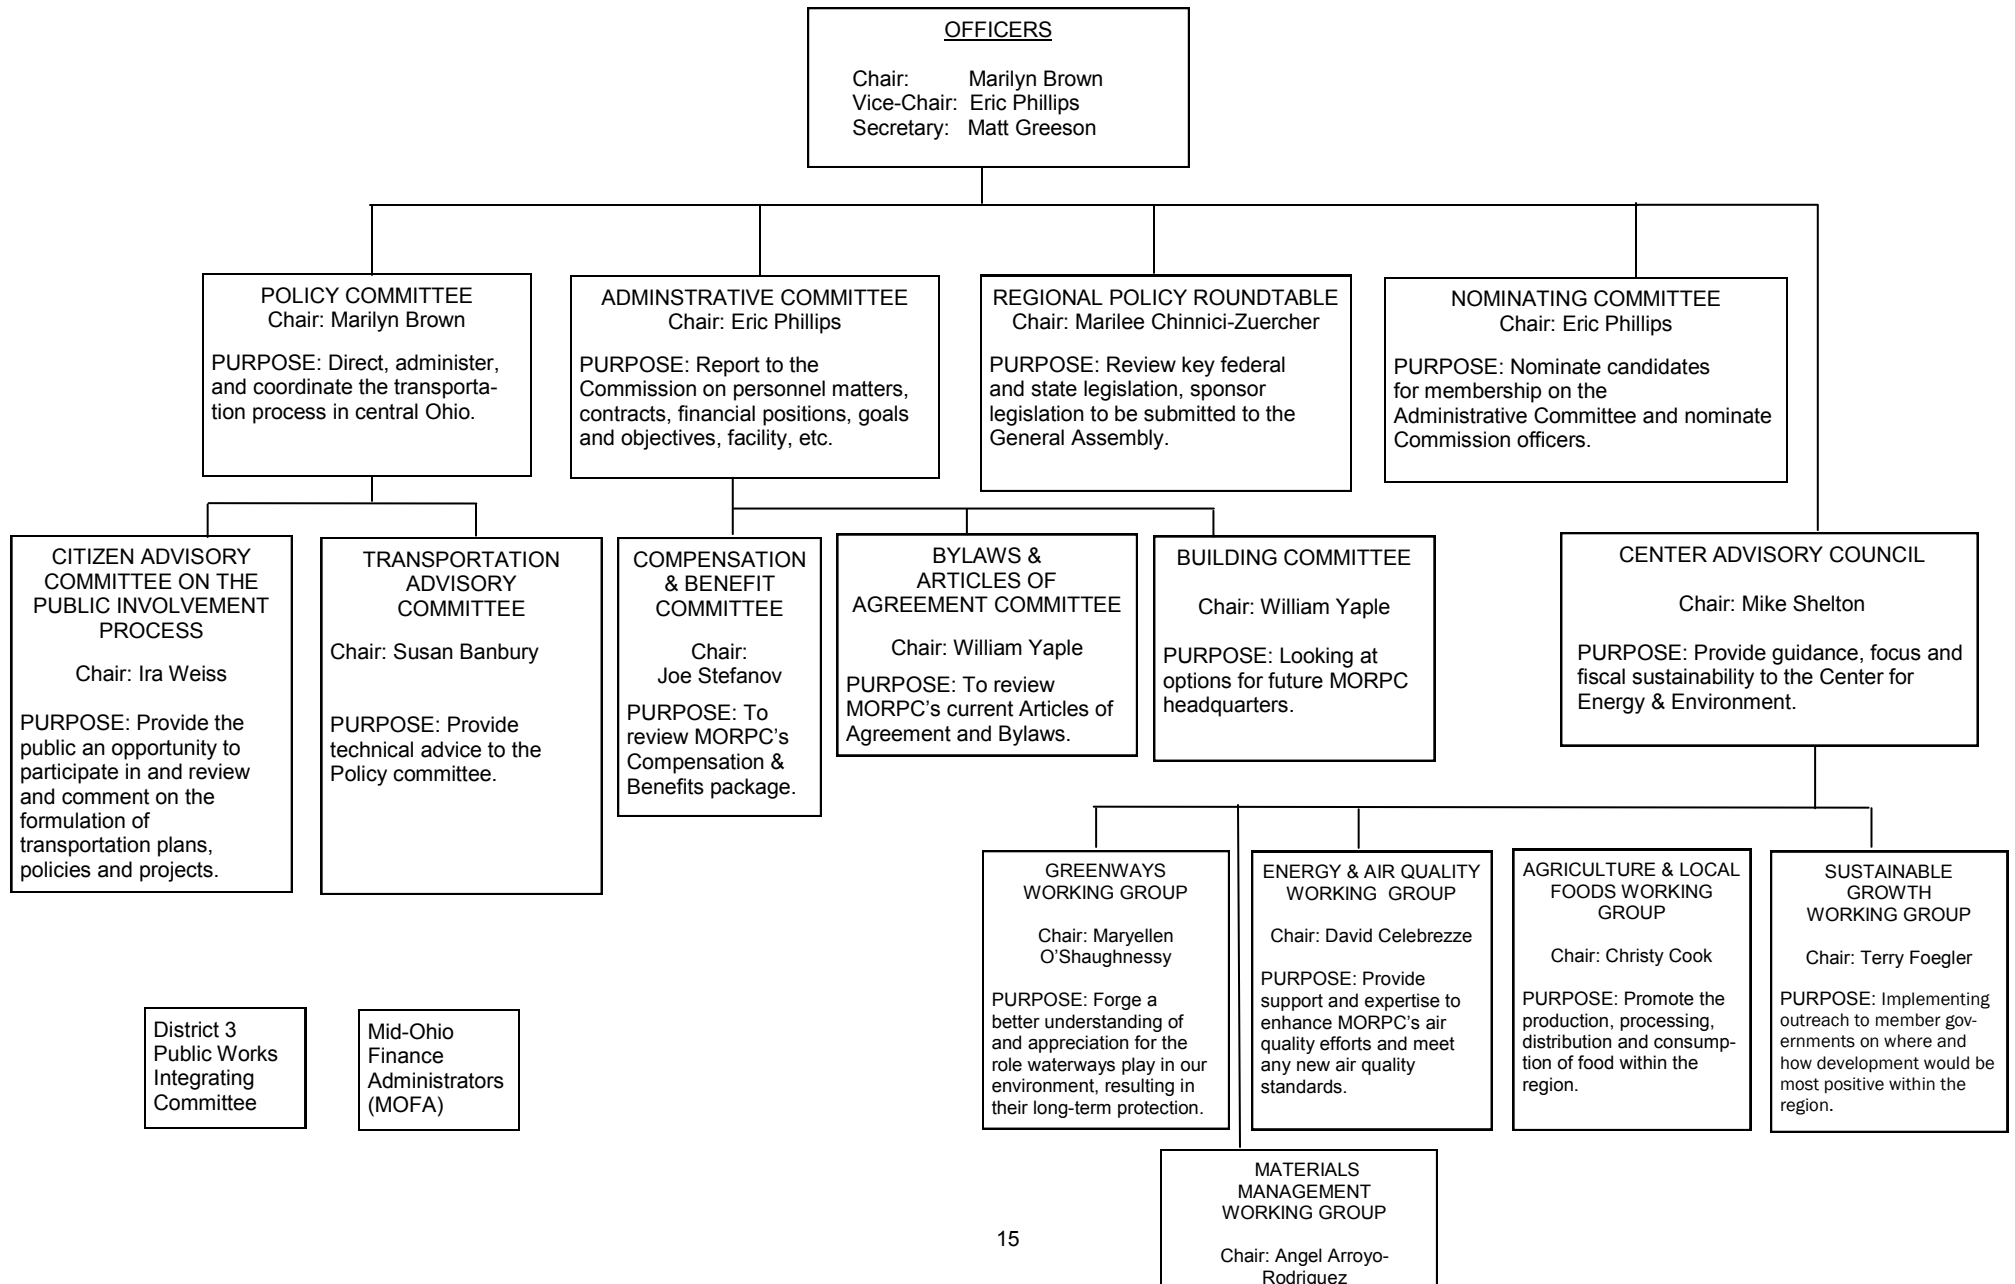 OFFICERS
Chair: Marilyn Brown
Vice-Chair: Eric Phillips
Secretary: Matt Greeson
POLICY COMMITTEE
Chair: Marilyn Brown
PURPOSE: Direct, administer,
and coordinate the transporta-
tion process in central Ohio.
ADMINSTRATIVE COMMITTEE
Chair: Eric Phillips
PURPOSE: Report to the
Commission on personnel matters,
contracts, financial positions, goals
and objectives, facility, etc.
REGIONAL POLICY ROUNDTABLE
Chair: Marilee Chinnici-Zuercher
PURPOSE: Review key federal
and state legislation, sponsor
legislation to be submitted to the
General Assembly.
NOMINATING COMMITTEE
Chair: Eric Phillips
PURPOSE: Nominate candidates
for membership on the
Administrative Committee and nominate
Commission officers.
CITIZEN ADVISORY
COMMITTEE ON THE
PUBLIC INVOLVEMENT
PROCESS
Chair: Ira Weiss
PURPOSE: Provide the
public an opportunity to
participate in and review
and comment on the
formulation of
transportation plans,
policies and projects.
TRANSPORTATION
ADVISORY
COMMITTEE
Chair: Susan Banbury
PURPOSE: Provide
technical advice to the
Policy committee.
COMPENSATION
& BENEFIT
COMMITTEE
Chair:
Joe Stefanov
PURPOSE: To
review MORPC's
Compensation &
Benefits package.
BYLAWS &
ARTICLES OF
AGREEMENT COMMITTEE
Chair: William Yaple
PURPOSE: To review
MORPC's current Articles of
Agreement and Bylaws.
BUILDING COMMITTEE
Chair: William Yaple
PURPOSE: Looking at
options for future MORPC
headquarters.
CENTER ADVISORY COUNCIL
Chair: Mike Shelton
PURPOSE: Provide guidance, focus and
fiscal sustainability to the Center for
Energy & Environment.
GREENWAYS
WORKING GROUP
Chair: Maryellen
O'Shaughnessy
PURPOSE: Forge a
better understanding of
and appreciation for the
role waterways play in our
environment, resulting in
their long-term protection.
ENERGY & AIR QUALITY
WORKING GROUP
Chair: David Celebrezze
PURPOSE: Provide
support and expertise to
enhance MORPC's air
quality efforts and meet
any new air quality
standards.
AGRICULTURE & LOCAL
FOODS WORKING
GROUP
Chair: Christy Cook
PURPOSE: Promote the
production, processing,
distribution and consump-
tion of food within the
region.
SUSTAINABLE
GROWTH
WORKING GROUP
Chair: Terry Foegler
PURPOSE: Implementing
outreach to member gov-
ernments on where and
how development would be
most positive within the
region.
District 3
Public Works
Integrating
Committee
Mid-Ohio
Finance
Administrators
(MOFA)
MATERIALS
MANAGEMENT
WORKING GROUP
Chair: Angel Arroyo-
Rodriguez
15